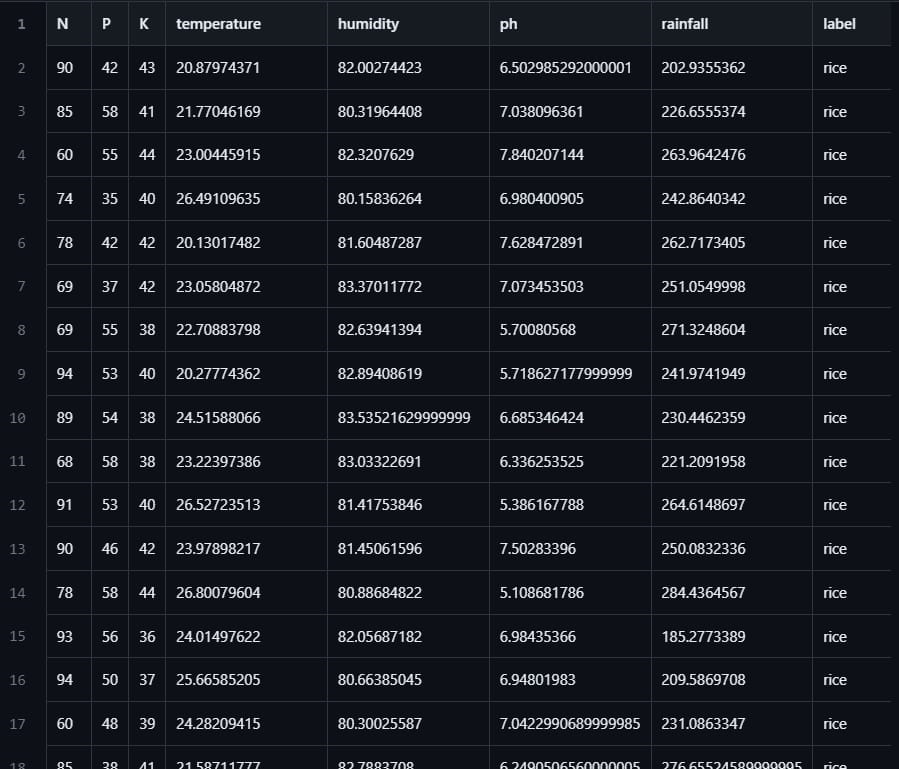 1 N P K temperature humidity ph rainfall label
2 90 42 43 20.87974371 82.00274423 6.502985292000001 202.9355362 rice
3 85 58 41 21.77046169 80.31964408 7.038096361 226.6555374 rice
4 60 55 44 23.00445915 82.3207629 7.840207144 263.9642476 rice
5 74 35 40 26.49109635 80.15836264 6.980400905 242.8640342 rice
6 78 42 42 20.13017482 81.60487287 7.628472891 262.7173405 rice
7 69 37 42 23.05804872 83.37011772 7.073453503 251.0549998 rice
8 69 55 38 22.70883798 82.63941394 5.70080568 271.3248604 rice
9 94 53 40 20.27774362 82.89408619 5.718627177999999 241.9741949 rice
10 89 54 38 24.51588066 83.53521629999999 6.685346424 230.4462359 rice
11 68 58 38 23.22397386 83.03322691 6.336253525 221.2091958 rice
12 91 53 40 26.52723513 81.41753846 5.386167788 264.6148697 rice
13 90 46 42 23.97898217 81.45061596 7.50283396 250.0832336 rice
14 78 58 44 26.80079604 80.88684822 5.108681786 284.4364567 rice
15 93 56 36 24.01497622 82.05687182 6.98435366 185.2773389 rice
16 94 50 37 25.66585205 80.66385045 6.94801983 209.5869708 rice
17 60 48 39 24.28209415 80.30025587 7.0422990689999985 231.0863347 rice
18 85 38 41 21.58711777 82.7883708 6.2490506560000005 276.65524589999995 rice